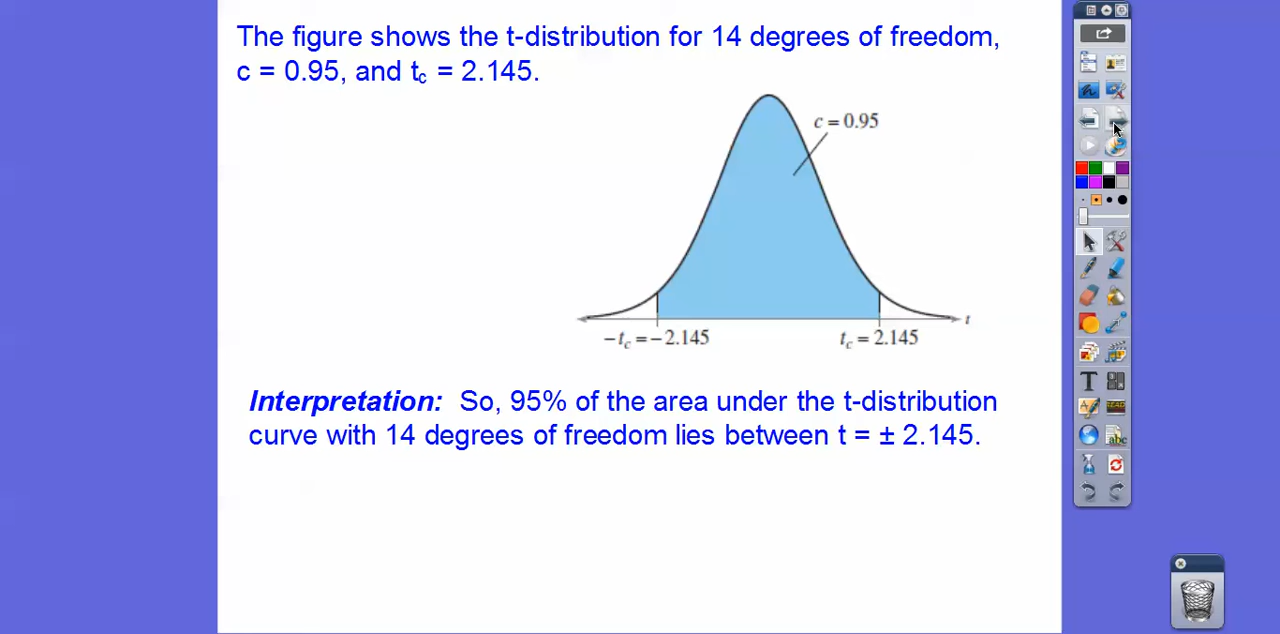 The figure shows the t-distribution for 14 degrees of freedom,
c = 0.95, and tc = 2.145.
c = 0.95
t
−tc = − 2.145
tc = 2.145
Interpretation: So, 95% of the area under the t-distribution
curve with 14 degrees of freedom lies between t = ± 2.145.
T
abc